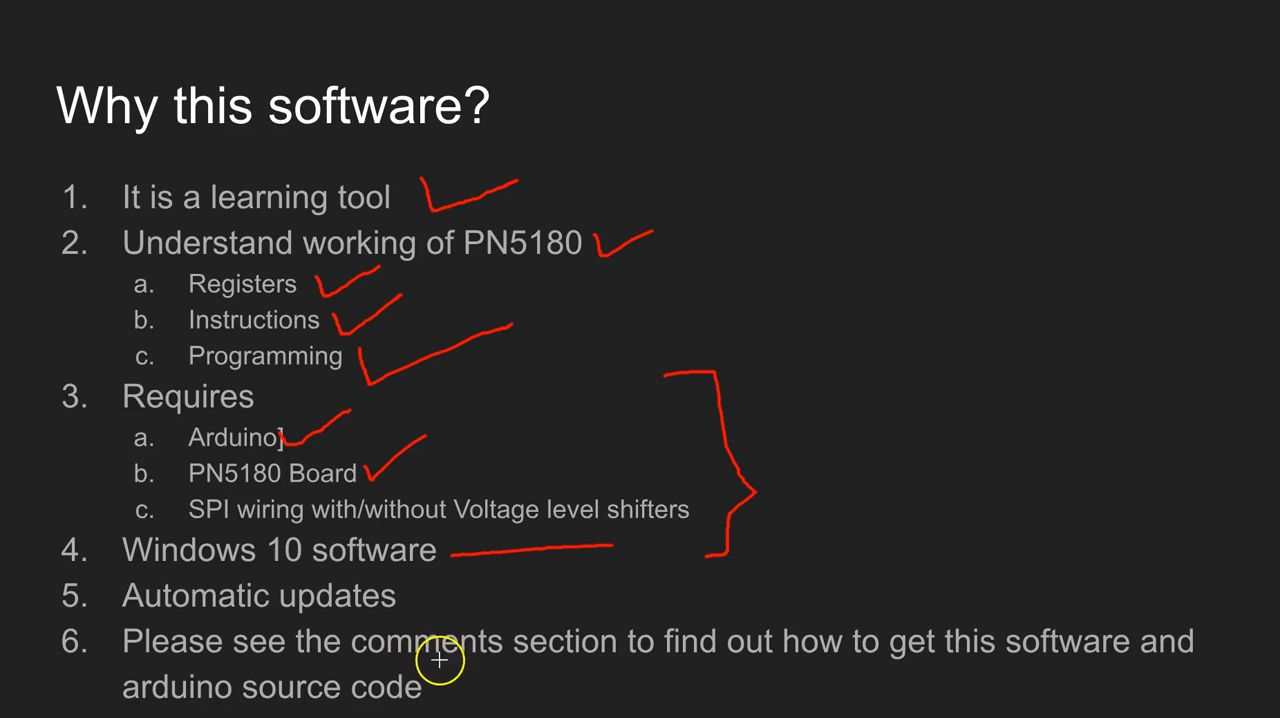 Why this software?
1. It is a learning tool
2. Understand working of PN5180
a. Registers
b. Instructions
c. Programming
3. Requires
a. Arduino]
b. PN5180 Board
c. SPI wiring with/without Voltage level shifters
4. Windows 10 software
5. Automatic updates
6. Please see the comments section to find out how to get this software and
arduino source code